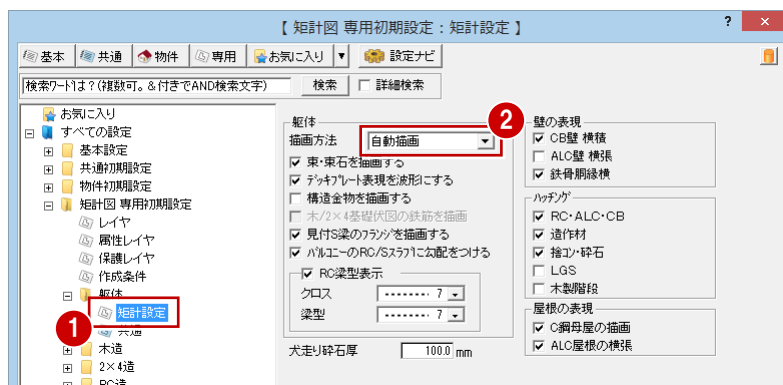 【 矩計図 専用初期設定：矩計設定 】
? ×
基本 共通 物件 専用 お気に入り ▼ 設定ナビ
検索ワードは？(複数可。&付きでAND検索文字) 検索 詳細検索
お気に入り
すべての設定
基本設定
共通初期設定
物件初期設定
矩計図 専用初期設定
レイヤ
属性レイヤ
保護レイヤ
作成条件
躯体
1
矩計設定
共通
木造
2×4造
RC造
躯体
2
描画方法 自動描画
束・束石を描画する
デッキプレート表現を波形にする
構造金物を描画する
木/2×4基礎伏図の鉄筋を描画
見付S梁のフランジを描画する
バルコニーのRC/Sスラブに勾配をつける
RC梁型表示
クロス 7
梁型 7
犬走り砕石厚 100.0 mm
壁の表現
CB壁 横積
ALC壁 横張
鉄骨胴縁横
ハッチング
RC・ALC・CB
造作材
捨コン・砕石
LGS
木製階段
屋根の表現
C鋼母屋の描画
ALC屋根の横張